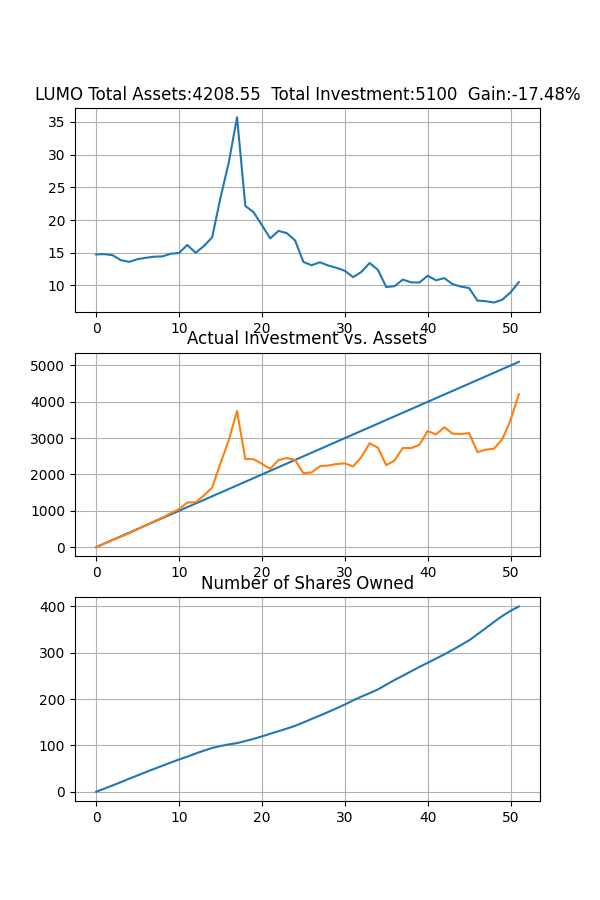 LUMO Total Assets:4208.55  Total Investment:5100  Gain:-17.48%
35
30
25
20
15
10
0 10 20 30 40 50
Actual Investment vs. Assets
5000
4000
3000
2000
1000
0
0 10 20 30 40 50
Number of Shares Owned
400
300
200
100
0
0 10 20 30 40 50